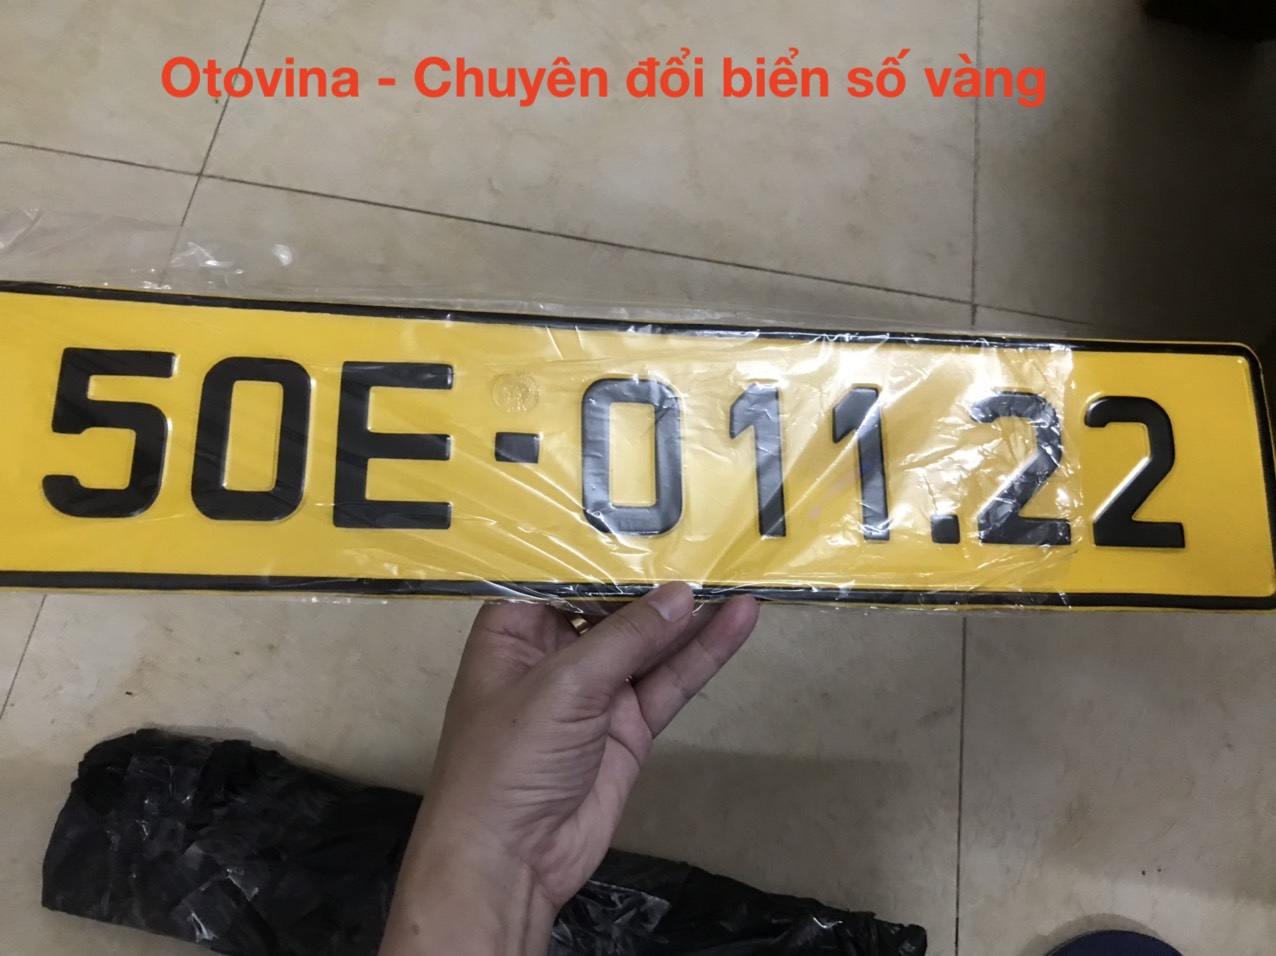 Otovina - Chuyên đổi biển số vàng
50E-011.22